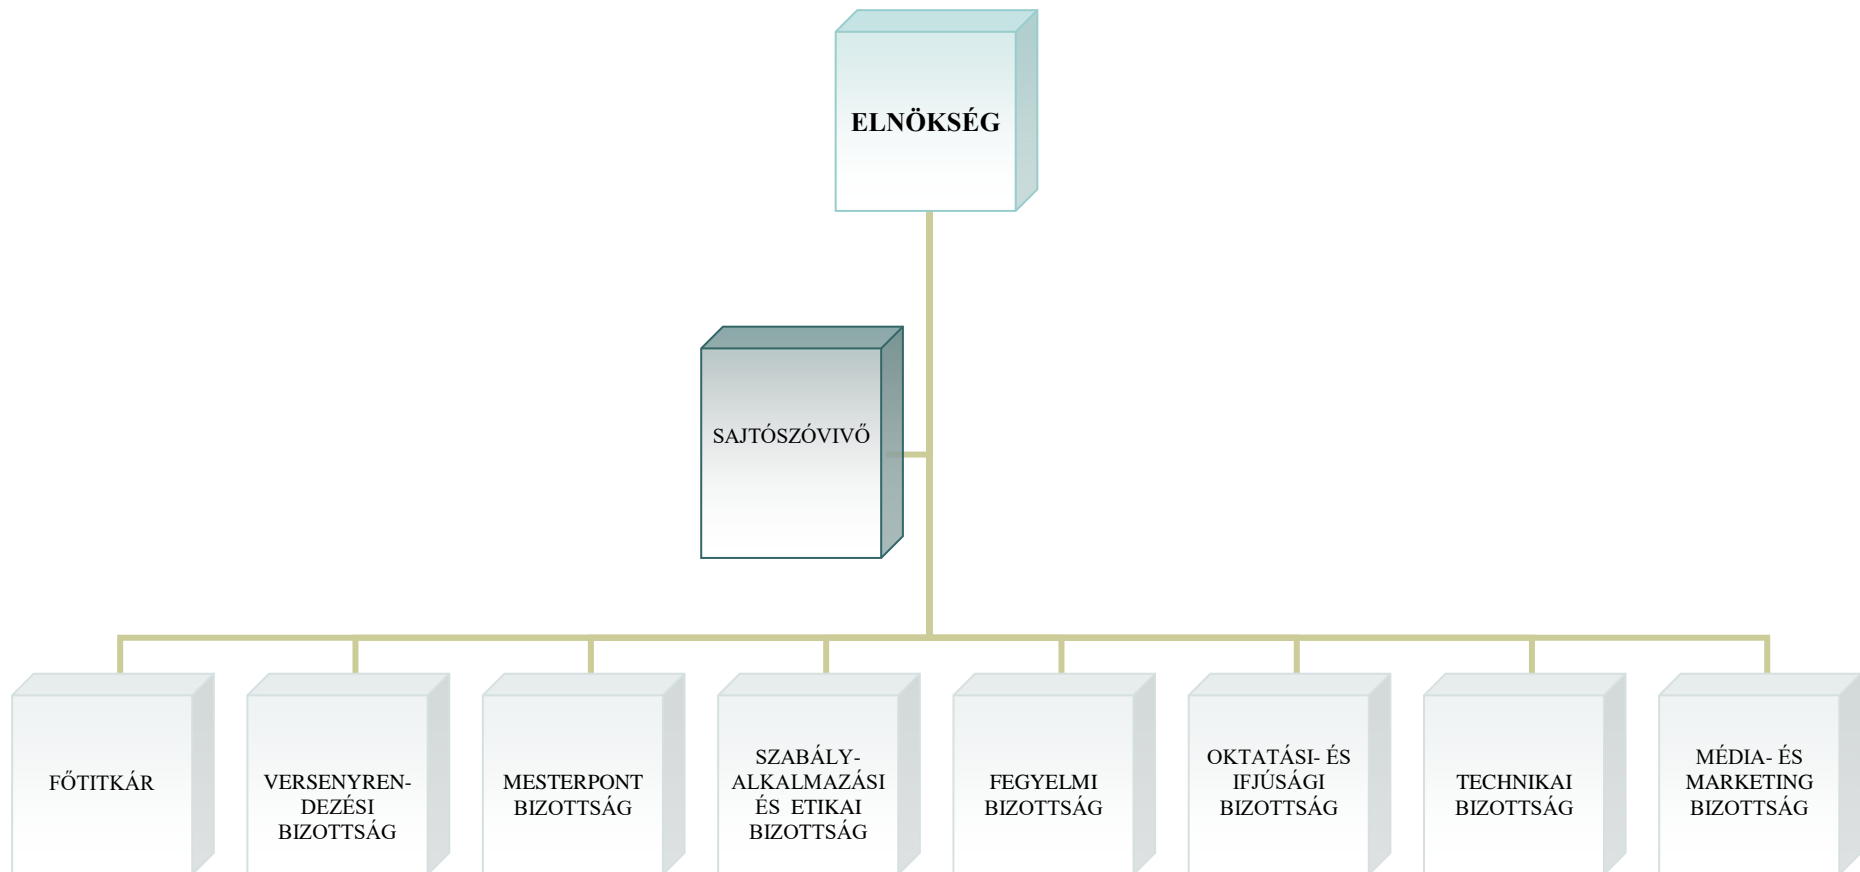 ELNÖKSÉG
SAJTÓSZÓVIVŐ
FŐTITKÁR
VERSENYREN-
DEZÉSI
BIZOTTSÁG
MESTERPONT
BIZOTTSÁG
SZABÁLY-
ALKALMAZÁSI
ÉS ETIKAI
BIZOTTSÁG
FEGYELMI
BIZOTTSÁG
OKTATÁSI- ÉS
IFJÚSÁGI
BIZOTTSÁG
TECHNIKAI
BIZOTTSÁG
MÉDIA- ÉS
MARKETING
BIZOTTSÁG